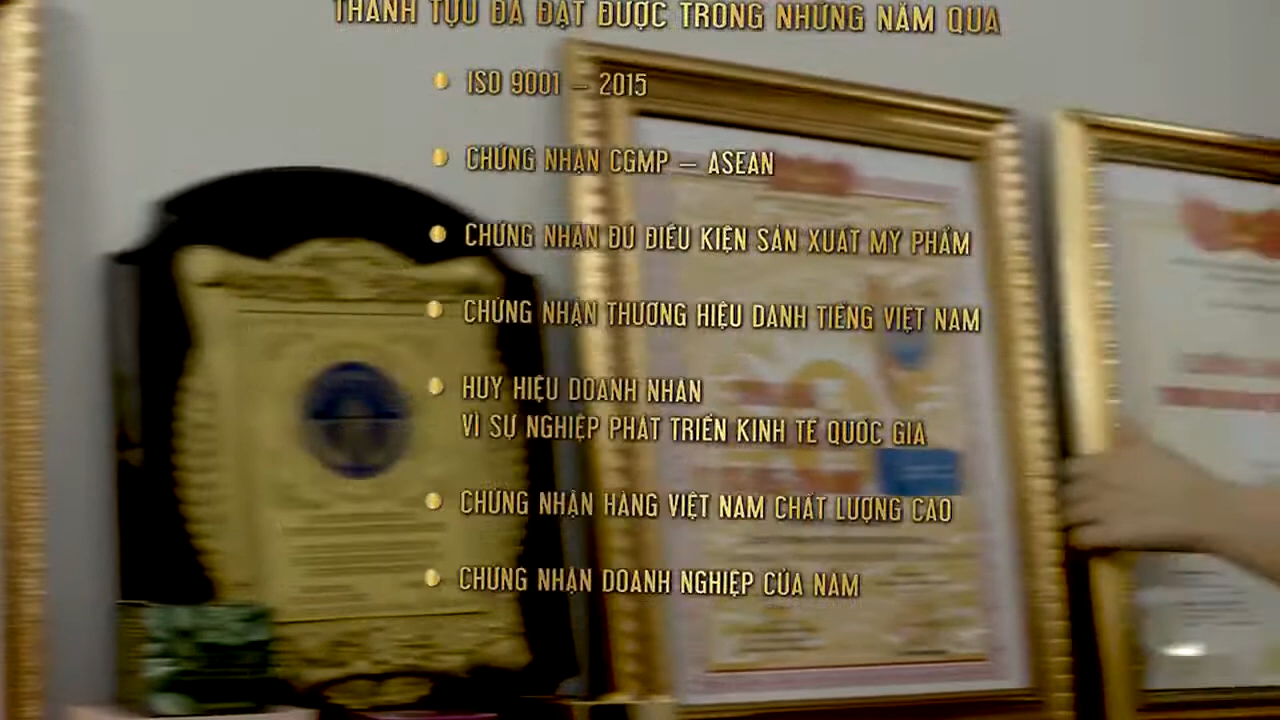 THÀNH TỰU ĐÃ ĐẠT ĐƯỢC TRONG NHỮNG NĂM QUA
ISO 9001 – 2015
CHỨNG NHẬN CGMP – ASEAN
CHỨNG NHẬN ĐỦ ĐIỀU KIỆN SẢN XUẤT MỸ PHẨM
CHỨNG NHẬN THƯƠNG HIỆU DANH TIẾNG VIỆT NAM
HUY HIỆU DOANH NHÂN
VÌ SỰ NGHIỆP PHÁT TRIỂN KINH TẾ QUỐC GIA
CHỨNG NHẬN HÀNG VIỆT NAM CHẤT LƯỢNG CAO
CHỨNG NHẬN DOANH NGHIỆP CỦA NĂM